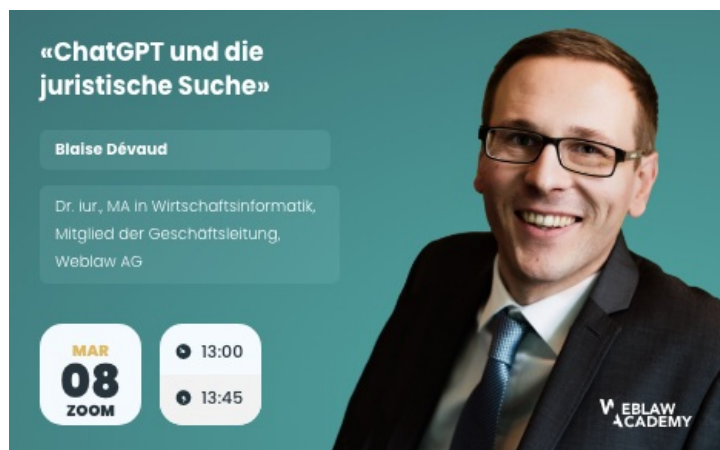 «ChatGPT und die
juristische Suche»
Blaise Dévaud
Dr. iur., MA in Wirtschaftsinformatik,
Mitglied der Geschäftsleitung,
Weblaw AG
MAR
08
ZOOM
13:00
13:45
WEBLAW
ACADEMY